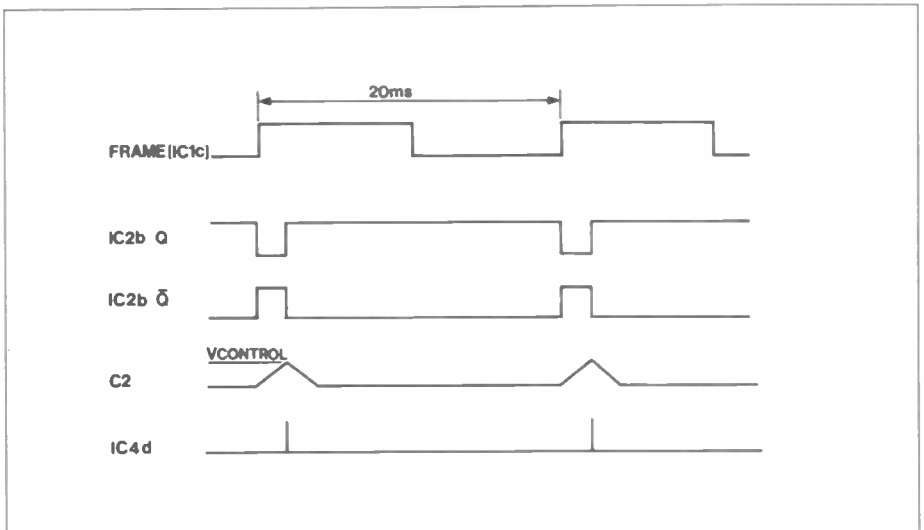 20ms
FRAME(IC1c)
IC2b Q
IC2b Q̄
VCONTROL
C2
IC4d